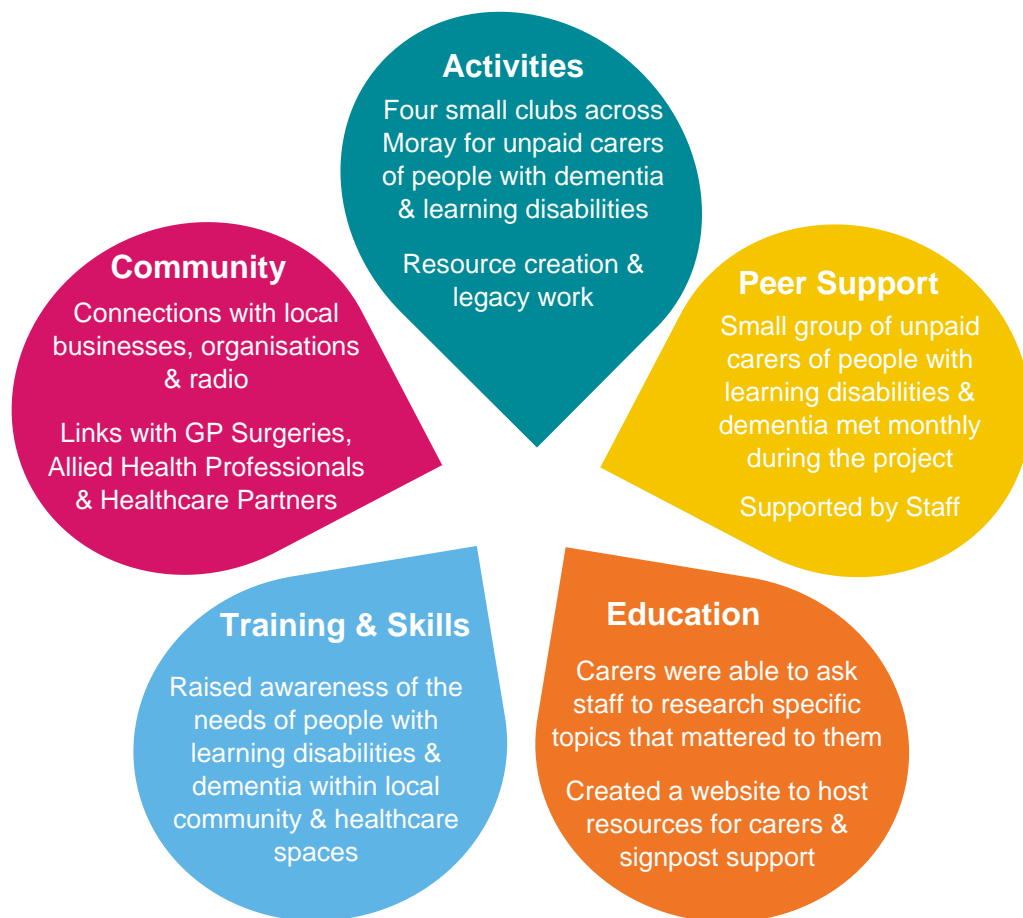 Activities
Four small clubs across
Moray for unpaid carers
of people with dementia
& learning disabilities
Resource creation &
legacy work
Peer Support
Small group of unpaid
carers of people with
learning disabilities &
dementia met monthly
during the project
Supported by Staff
Education
Carers were able to ask
staff to research specific
topics that mattered to them
Created a website to host
resources for carers &
signpost support
Training & Skills
Raised awareness of the
needs of people with
learning disabilities &
dementia within local
community & healthcare
spaces
Community
Connections with local
businesses, organisations
& radio
Links with GP Surgeries,
Allied Health Professionals
& Healthcare Partners